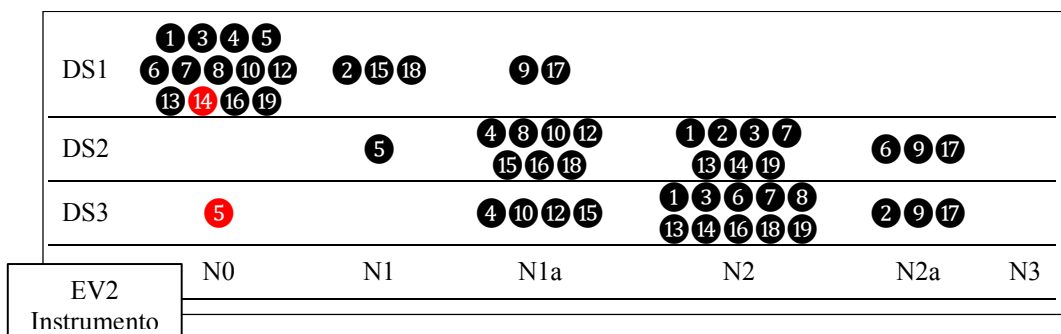 1 3 4 5
DS1 6 7 8 10 12 2 15 18 9 17
13 14 16 19
4 8 10 12 1 2 3 7
DS2 5 6 9 17
15 16 18 13 14 19
1 3 6 7 8
DS3 5 4 10 12 15 2 9 17
13 14 16 18 19
N0 N1 N1a N2 N2a N3
EV2
Instrumento